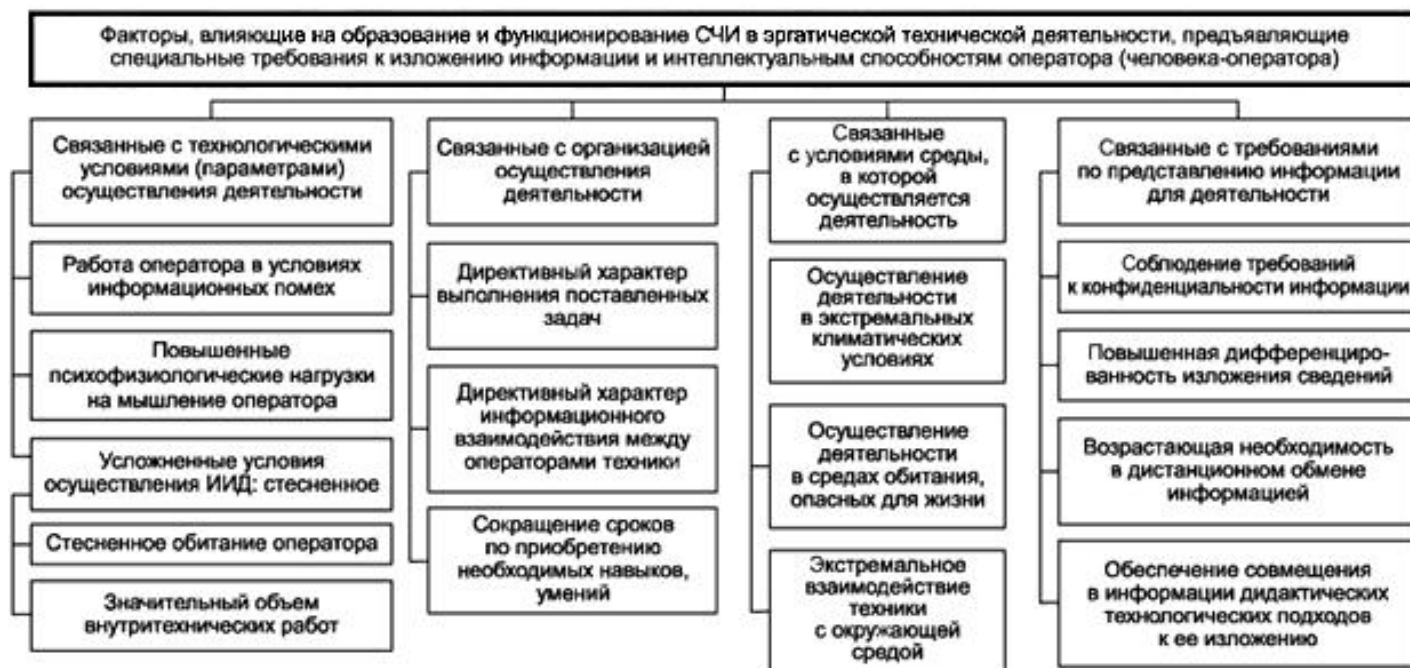 Факторы, влияющие на образование и функционирование СЧИ в эргатической технической деятельности, предъявляющие
специальные требования к изложению информации и интеллектуальным способностям оператора (человека-оператора)
Связанные с технологическими
условиями (параметрами)
осуществления деятельности
Работа оператора в условиях
информационных помех
Повышенные
психофизиологические нагрузки
на мышление оператора
Усложненные условия
осуществления ИИД: стесненное
Стесненное обитание оператора
Значительный объем
внутритехнических работ
Связанные с организацией
осуществления
деятельности
Директивный характер
выполнения поставленных
задач
Директивный характер
информационного
взаимодействия между
операторами техники
Сокращение сроков
по приобретению
необходимых навыков,
умений
Связанные
с условиями среды,
в которой
осуществляется
деятельность
Осуществление
деятельности
в экстремальных
климатических
условиях
Осуществление
деятельности
в средах обитания,
опасных для жизни
Экстремальное
взаимодействие
техники
с окружающей
средой
Связанные с требованиями
по представлению информации
для деятельности
Соблюдение требований
к конфиденциальности информации
Повышенная дифференциро-
ванность изложения сведений
Возрастающая необходимость
в дистанционном обмене
информацией
Обеспечение совмещения
в информации дидактических
технологических подходов
к ее изложению